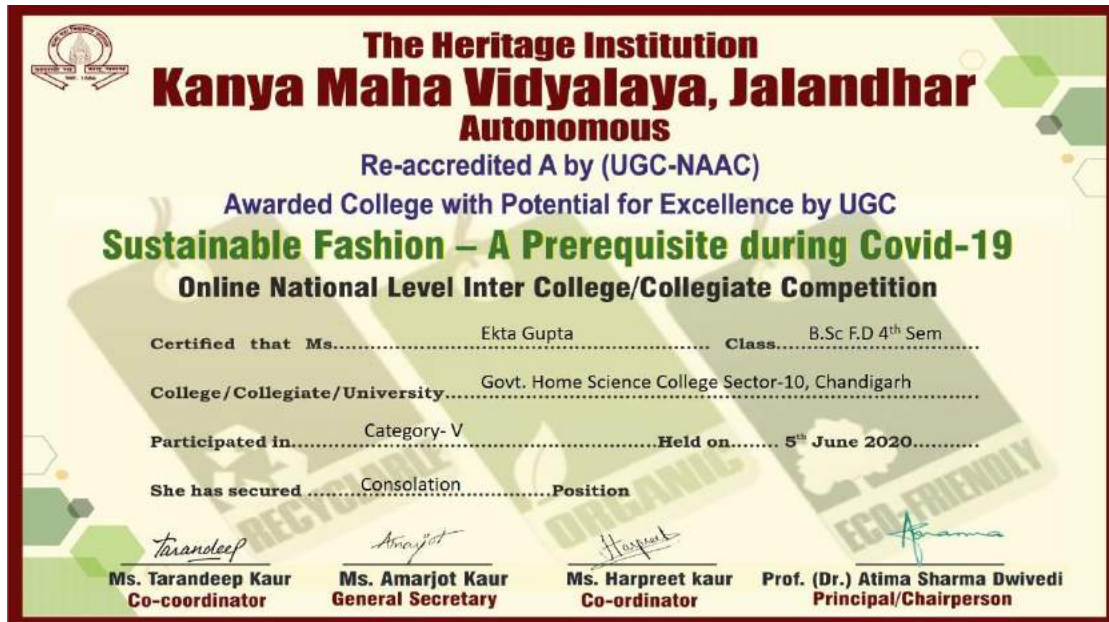 The Heritage Institution
Kanya Maha Vidyalaya, Jalandhar
Autonomous
Re-accredited A by (UGC-NAAC)
Awarded College with Potential for Excellence by UGC
Sustainable Fashion – A Prerequisite during Covid-19
Online National Level Inter College/Collegiate Competition
Certified that Ms.....Ekta Gupta..... Class.....B.Sc F.D 4th Sem.....
College/Collegiate/University.....Govt. Home Science College Sector-10, Chandigarh.....
Participated in.....Category- V.....Held on........ 5th June 2020...........
She has secured .....Consolation.....Position
RECYCLABLE
ORGANIC
ECO-FRIENDLY
Tarandeep Amarjot Harpreet
Ms. Tarandeep Kaur Ms. Amarjot Kaur Ms. Harpreet kaur Prof. (Dr.) Atima Sharma Dwivedi
Co-coordinator General Secretary Co-ordinator Principal/Chairperson